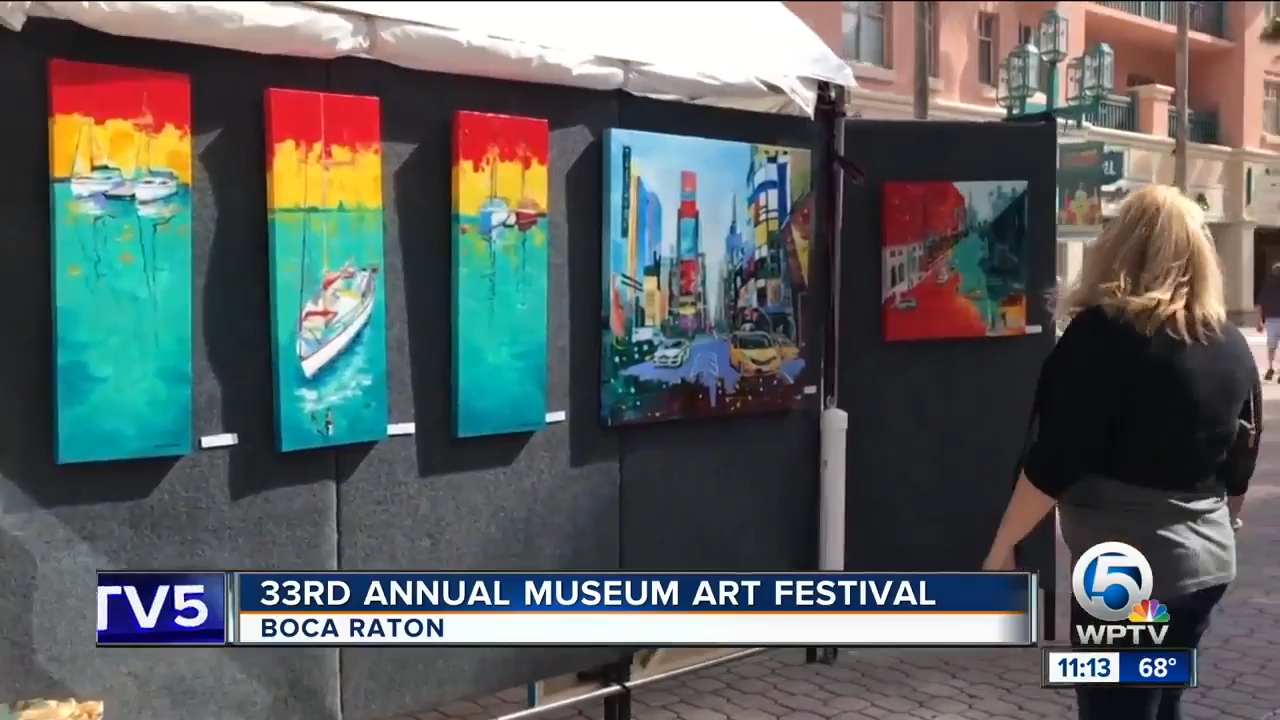 TV5
33RD ANNUAL MUSEUM ART FESTIVAL
BOCA RATON
5
WPTV
11:13 68°